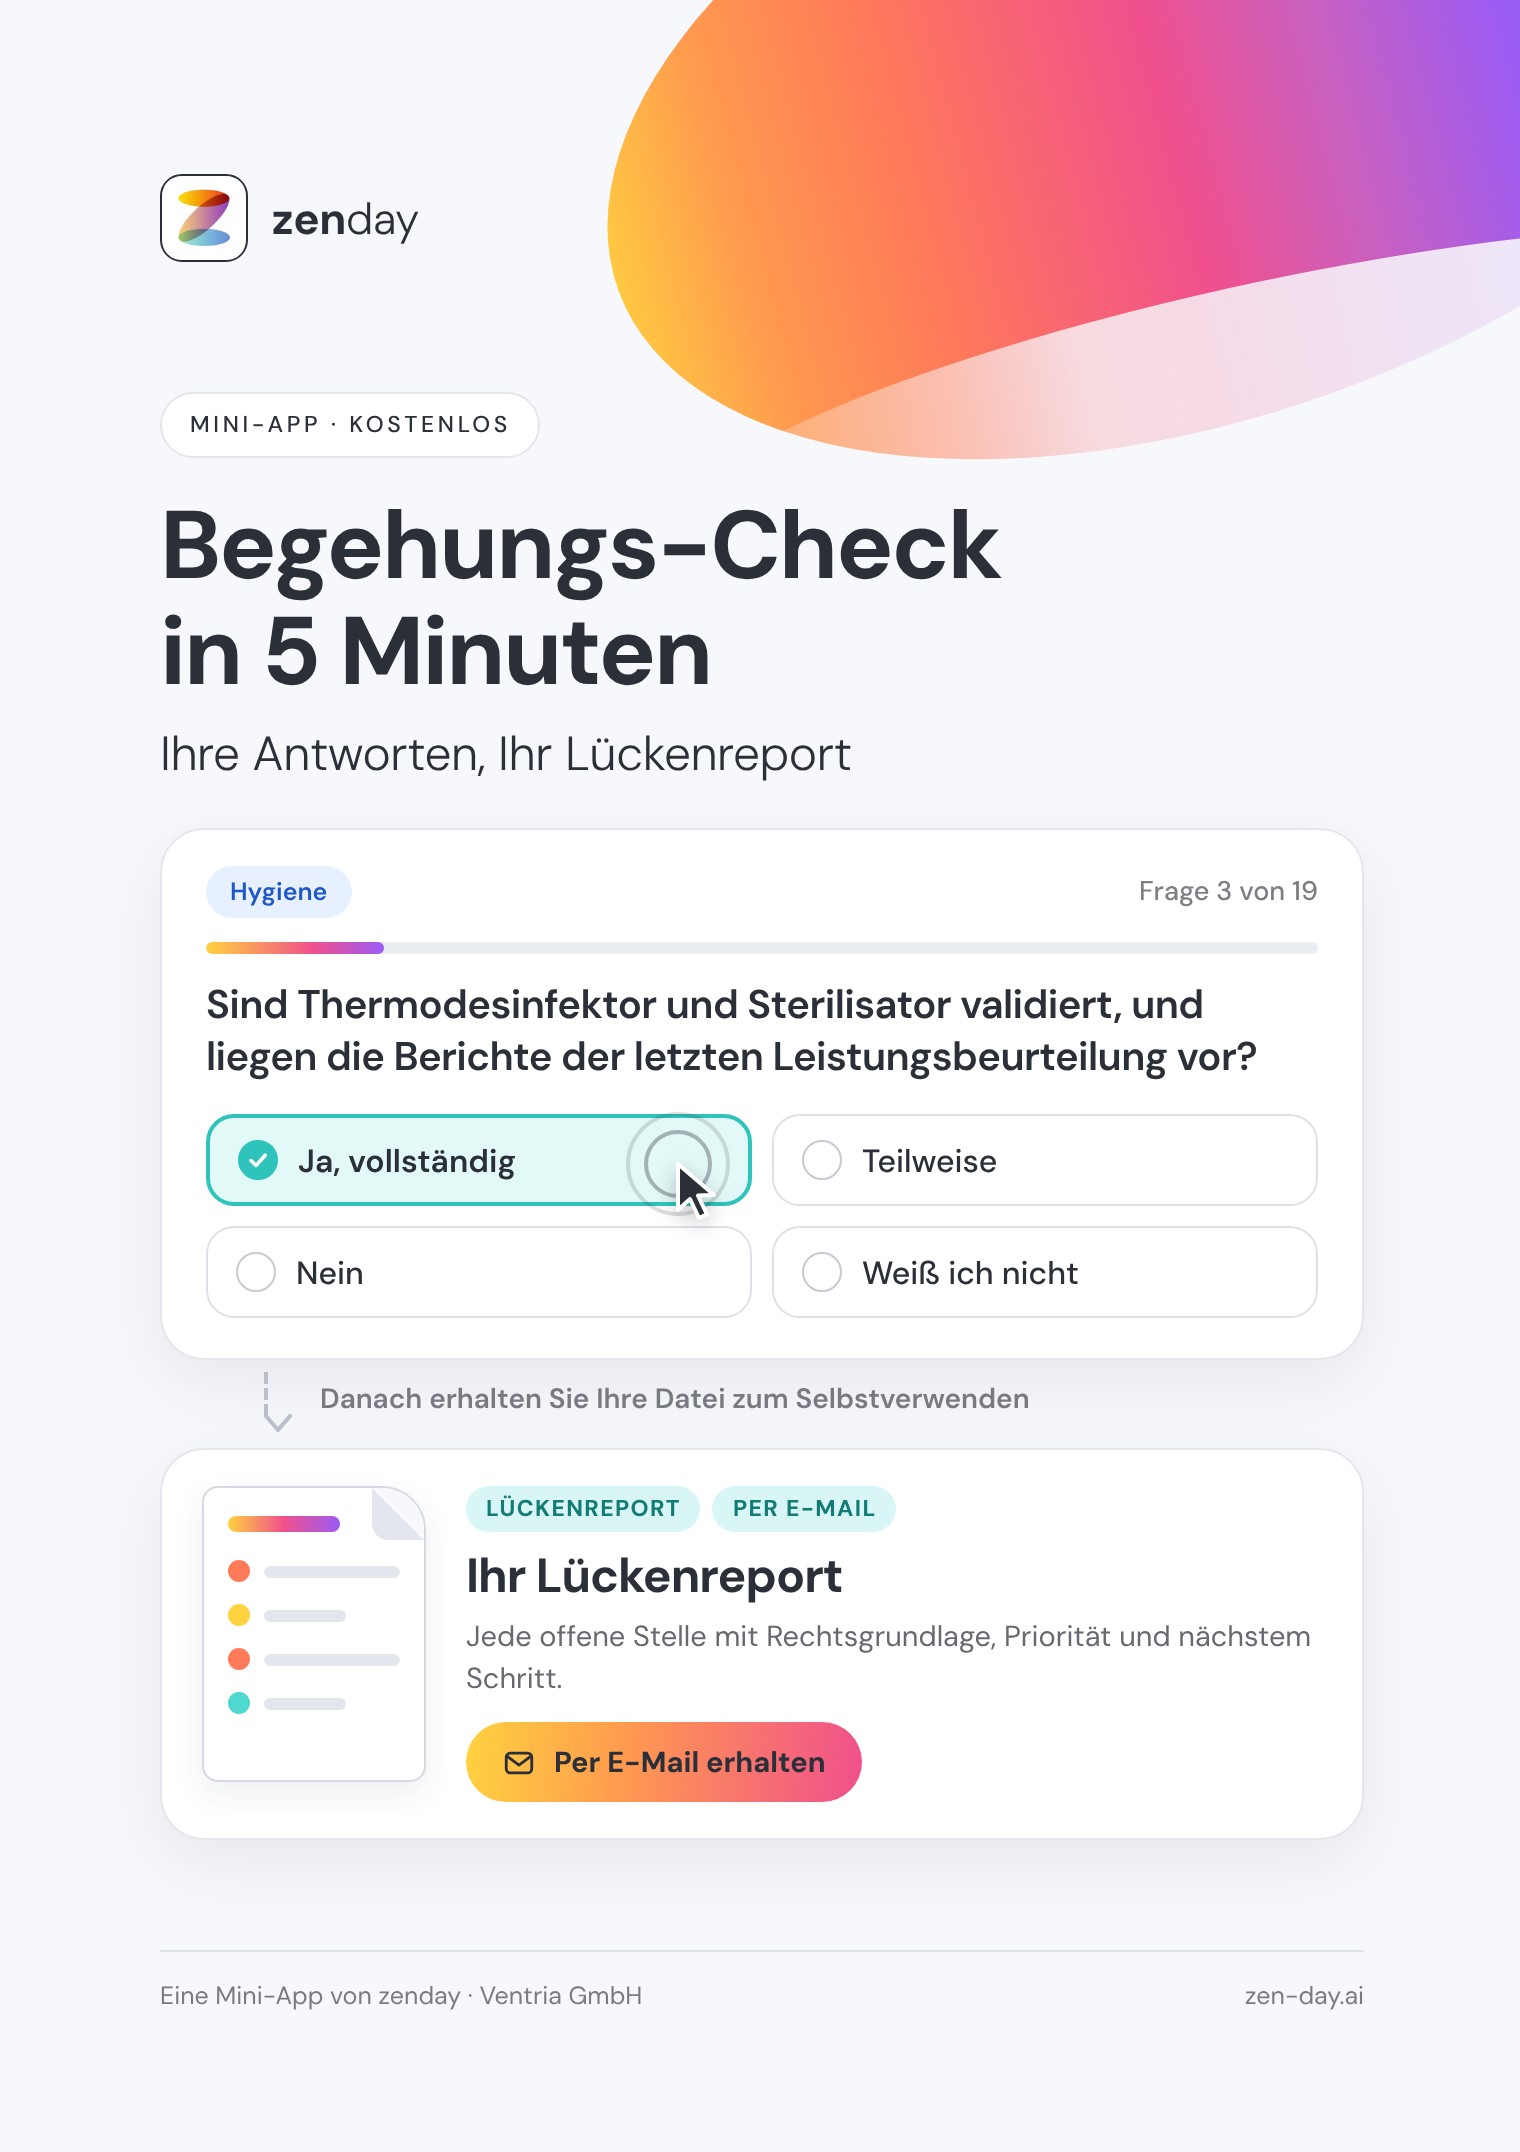 zenday
MINI-APP · KOSTENLOS
Begehungs-Check
in 5 Minuten
Ihre Antworten, Ihr Lückenreport
Hygiene
Frage 3 von 19
Sind Thermodesinfektor und Sterilisator validiert, und
liegen die Berichte der letzten Leistungsbeurteilung vor?
Ja, vollständig
Teilweise
Nein
Weiß ich nicht
Danach erhalten Sie Ihre Datei zum Selbstverwenden
LÜCKENREPORT
PER E-MAIL
Ihr Lückenreport
Jede offene Stelle mit Rechtsgrundlage, Priorität und nächstem
Schritt.
Per E-Mail erhalten
Eine Mini-App von zenday · Ventria GmbH
zen-day.ai